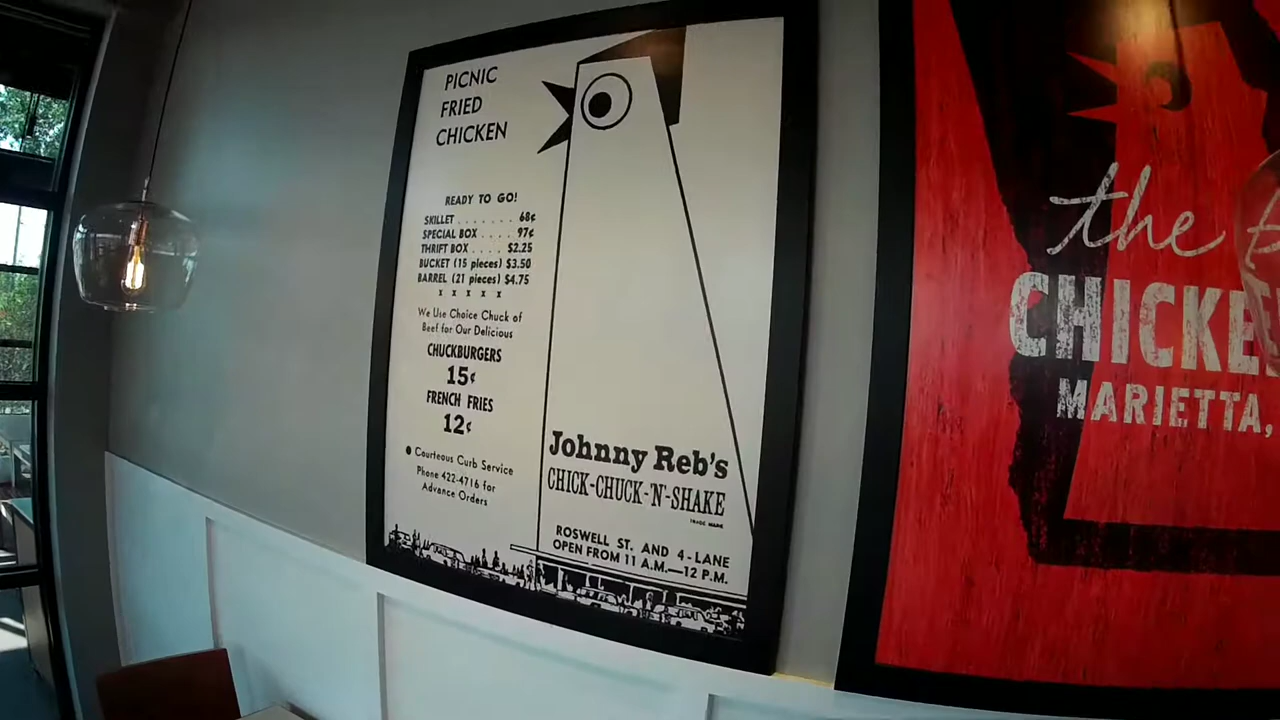 PICNIC
FRIED
CHICKEN
READY TO GO!
SKILLET . . . . . . . 68¢
SPECIAL BOX . . . . 97¢
THRIFT BOX . . . . $2.25
BUCKET (15 pieces) $3.50
BARREL (21 pieces) $4.75
x x x x x
We Use Choice Chuck of
Beef for Our Delicious
CHUCKBURGERS
15¢
FRENCH FRIES
12¢
● Courteous Curb Service
Phone 422-4716 for
Advance Orders
Johnny Reb's
CHICK-CHUCK-'N'-SHAKE
TRADE MARK
ROSWELL ST. AND 4-LANE
OPEN FROM 11 A.M.—12 P.M.
the
CHICKE
MARIETTA,